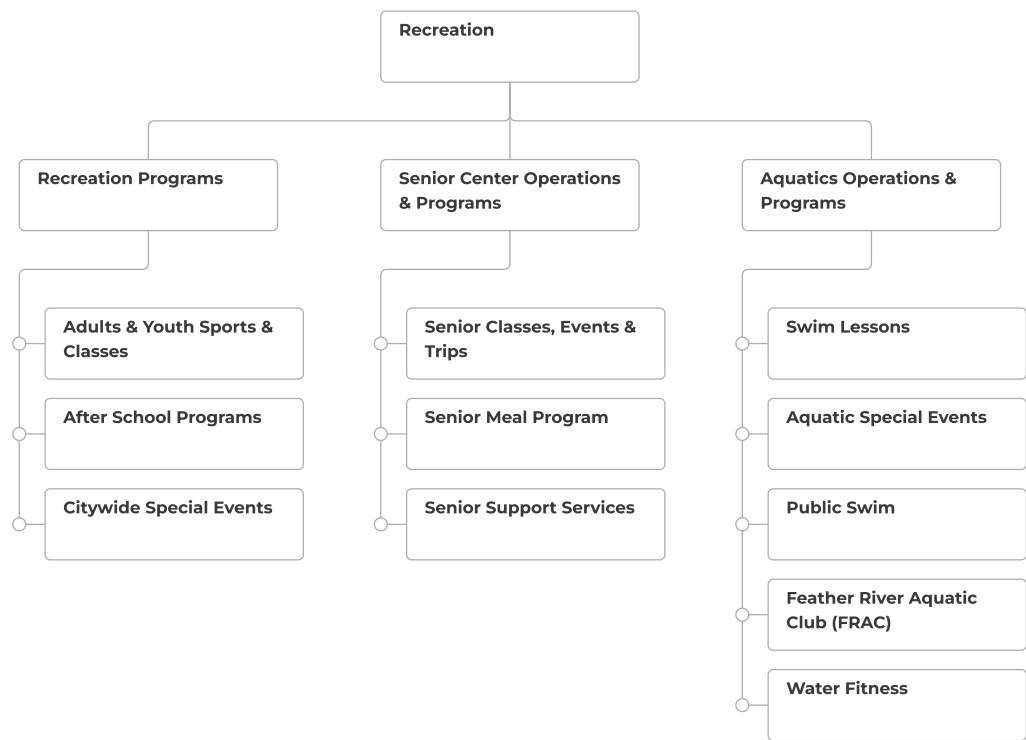 Recreation
Recreation Programs
Senior Center Operations
& Programs
Aquatics Operations &
Programs
Adults & Youth Sports &
Classes
After School Programs
Citywide Special Events
Senior Classes, Events &
Trips
Senior Meal Program
Senior Support Services
Swim Lessons
Aquatic Special Events
Public Swim
Feather River Aquatic
Club (FRAC)
Water Fitness